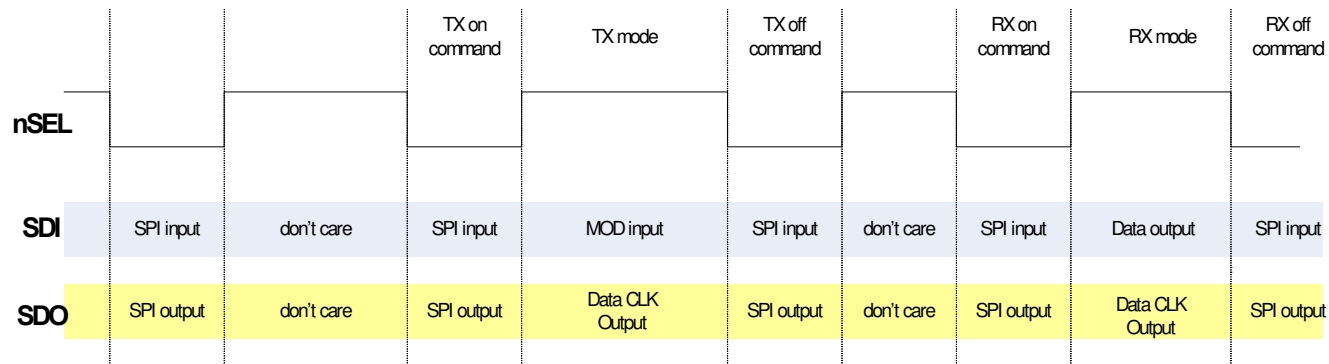 TX on
command
TX mode
TX off
command
RX on
command
RX mode
RX off
command
nSEL
SDI
SPI input
don't care
SPI input
MOD input
SPI input
don't care
SPI input
Data output
SPI input
SDO
SPI output
don't care
SPI output
Data CLK
Output
SPI output
don't care
SPI output
Data CLK
Output
SPI output